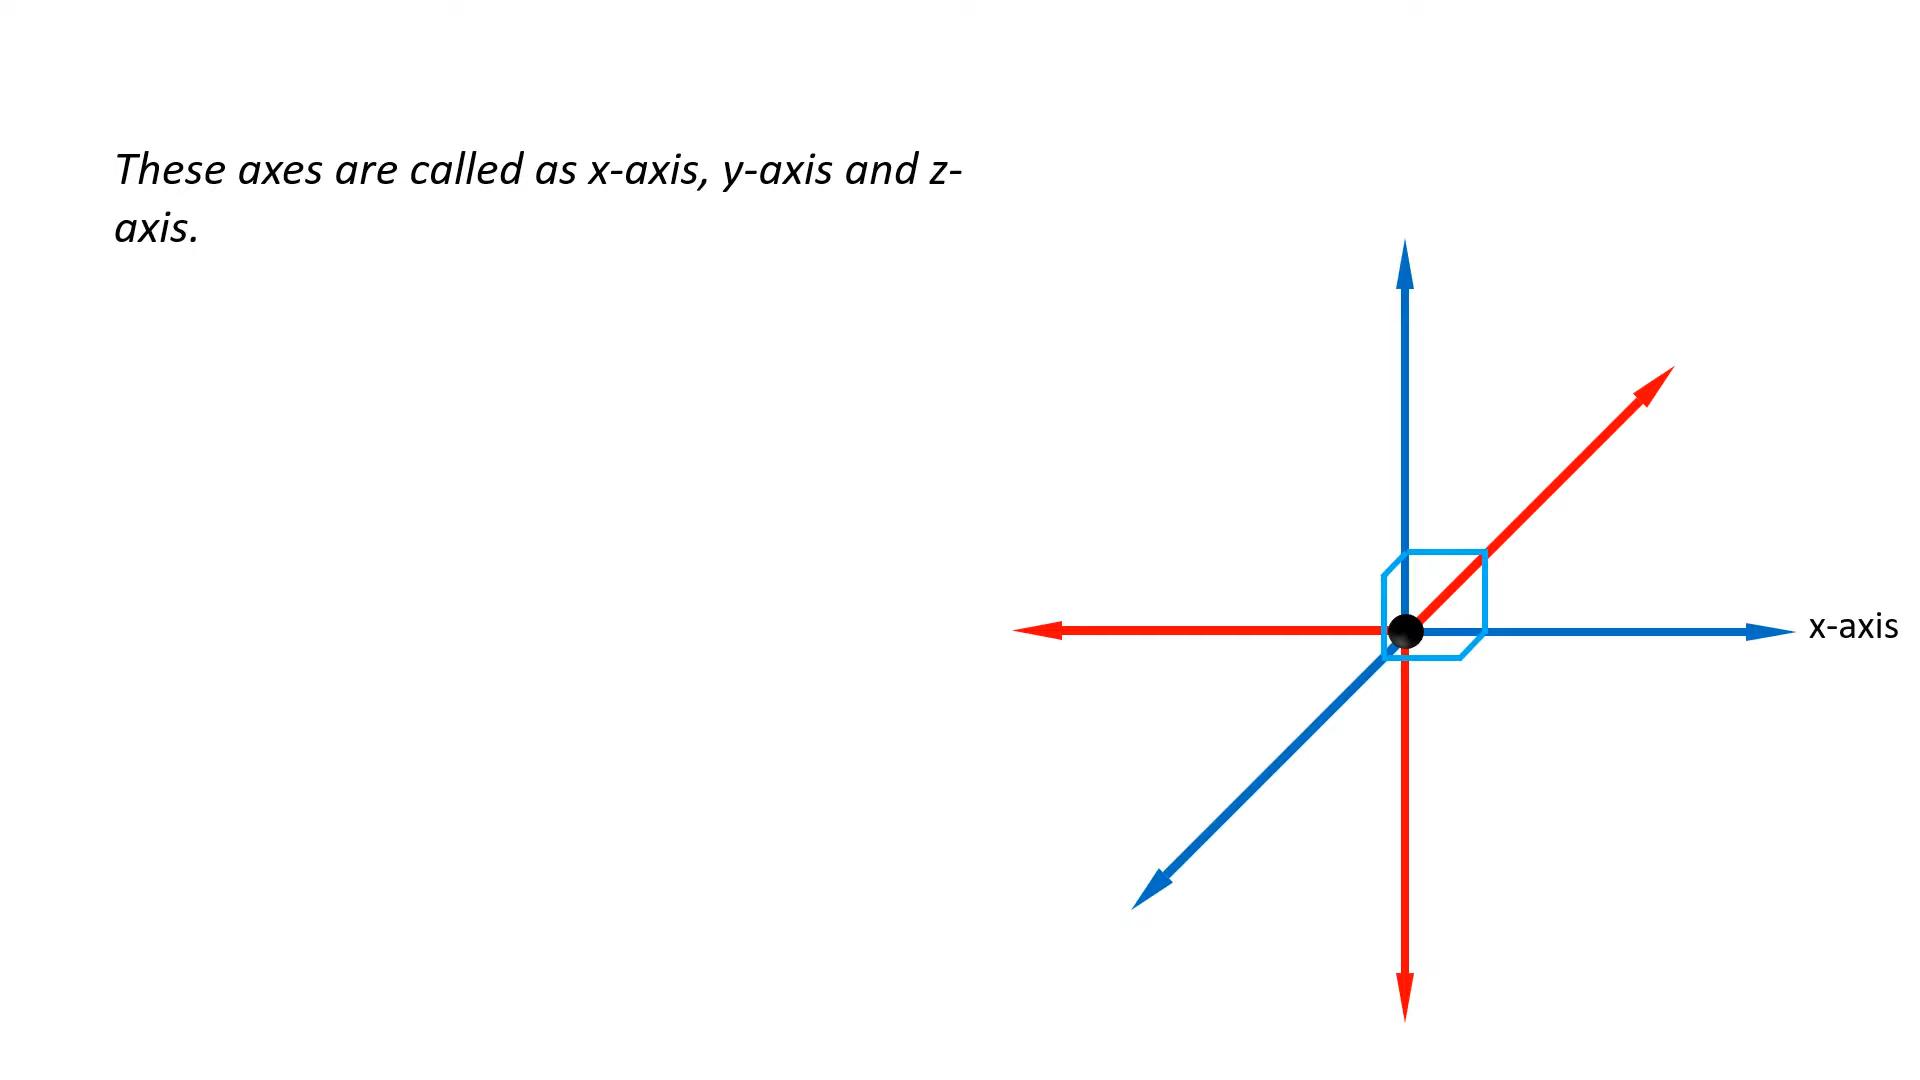 These axes are called as x-axis, y-axis and z-
axis.
x-axis